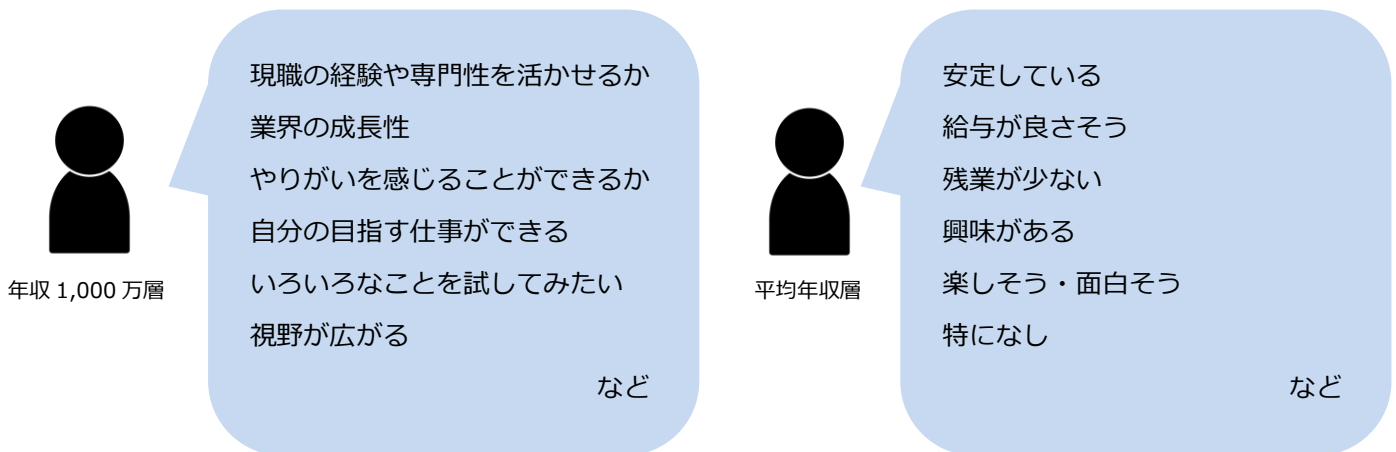 現職の経験や専門性を活かせるか
業界の成長性
やりがいを感じることができるか
自分の目指す仕事ができる
いろいろなことを試してみたい
視野が広がる
など
年収 1,000 万層
安定している
給与が良さそう
残業が少ない
興味がある
楽しそう・面白そう
特になし
など
平均年収層